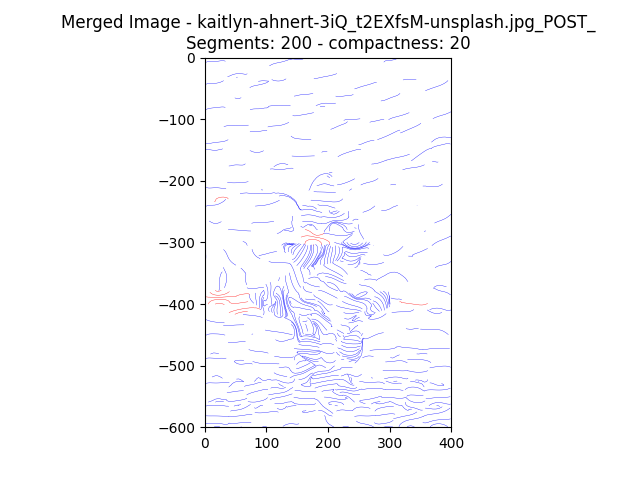 Merged Image - kaitlyn-ahnert-3iQ_t2EXfsM-unsplash.jpg_POST_
Segments: 200 - compactness: 20
0
−100
−200
−300
−400
−500
−600
0 100 200 300 400